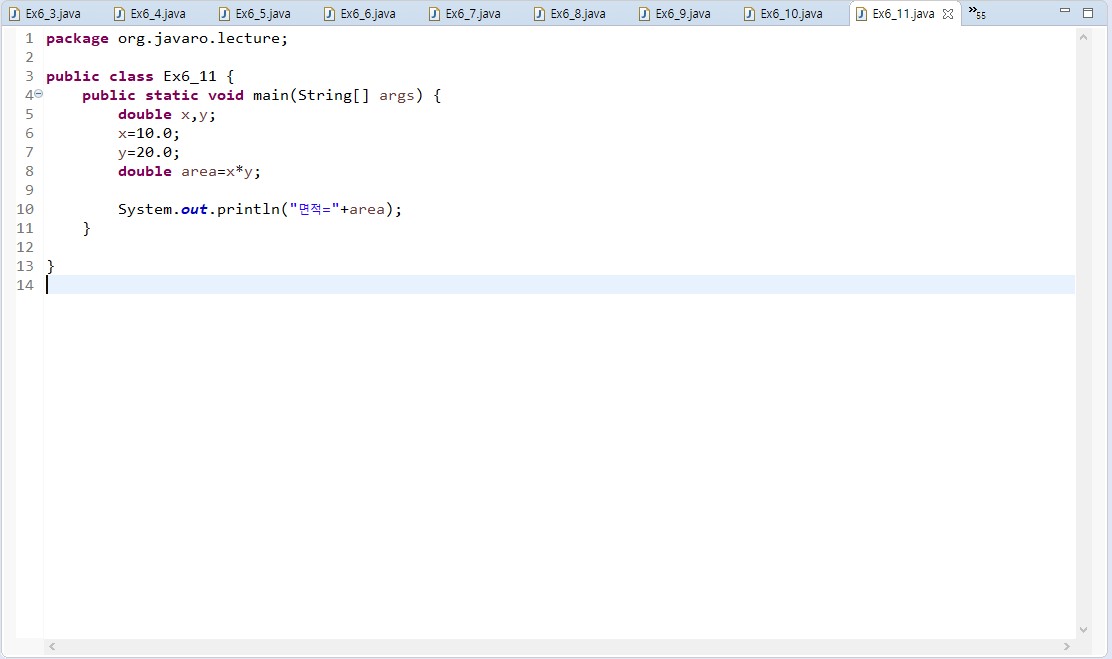 Ex6_3.java Ex6_4.java Ex6_5.java Ex6_6.java Ex6_7.java Ex6_8.java Ex6_9.java Ex6_10.java Ex6_11.java »55
1 package org.javaro.lecture;
2
3 public class Ex6_11 {
4 public static void main(String[] args) {
5 double x,y;
6 x=10.0;
7 y=20.0;
8 double area=x*y;
9
10 System.out.println("면적="+area);
11 }
12
13 }
14